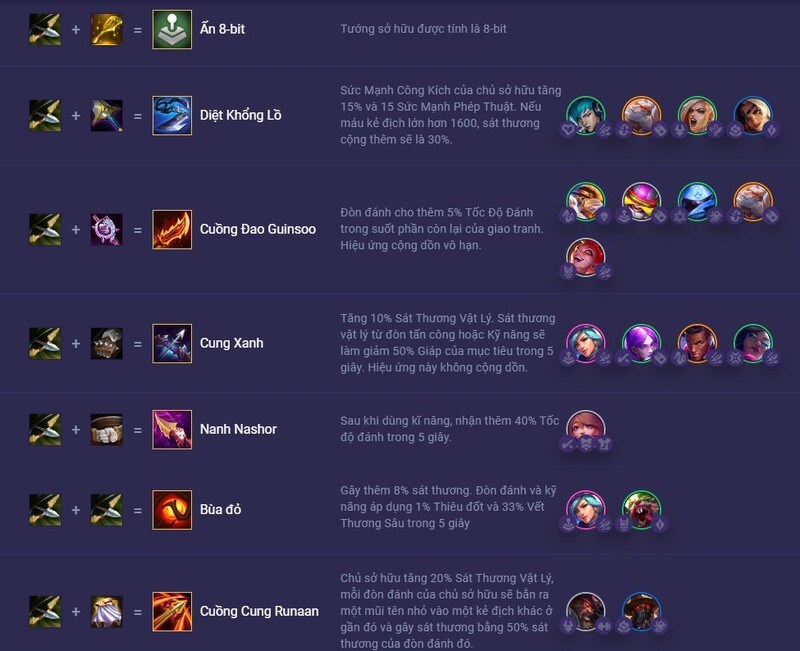 + = Ấn 8-bit
Tướng sở hữu được tính là 8-bit
+ = Diệt Khổng Lồ
Sức Mạnh Công Kích của chủ sở hữu tăng
15% và 15 Sức Mạnh Phép Thuật. Nếu
máu kẻ địch lớn hơn 1600, sát thương
cộng thêm sẽ là 30%.
+ = Cuồng Đao Guinsoo
Đòn đánh cho thêm 5% Tốc Độ Đánh
trong suốt phần còn lại của giao tranh.
Hiệu ứng cộng dồn vô hạn.
+ = Cung Xanh
Tăng 10% Sát Thương Vật Lý. Sát thương
vật lý từ đòn tấn công hoặc Kỹ năng sẽ
làm giảm 50% Giáp của mục tiêu trong 5
giây. Hiệu ứng này không cộng dồn.
+ = Nanh Nashor
Sau khi dùng kĩ năng, nhận thêm 40% Tốc
độ đánh trong 5 giây.
+ = Bùa đỏ
Gây thêm 8% sát thương. Đòn đánh và kỹ
năng áp dụng 1% Thiêu đốt và 33% Vết
Thương Sâu trong 5 giây
+ = Cuồng Cung Runaan
Chủ sở hữu tăng 20% Sát Thương Vật Lý,
mỗi đòn đánh của chủ sở hữu sẽ bắn ra
một mũi tên nhỏ vào một kẻ địch khác ở
gần đó và gây sát thương bằng 50% sát
thương của đòn đánh đó.